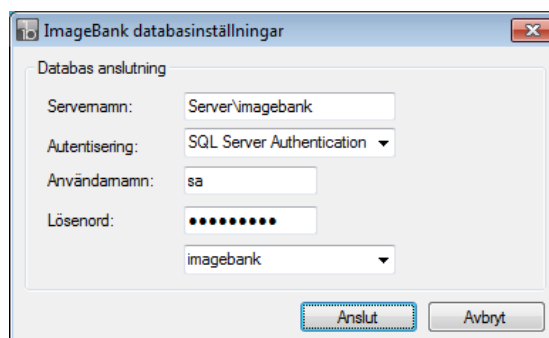 ImageBank databasinställningar
Databas anslutning
Servernamn: Server\imagebank
Autentisering: SQL Server Authentication
Användarnamn: sa
Lösenord: ●●●●●●●●●
imagebank
Anslut Avbryt